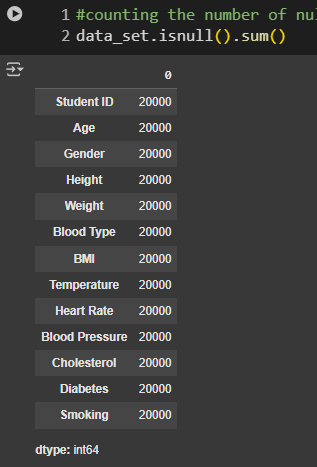 1 #counting the number of
2 data_set.isnull().sum()
0
Student ID 20000
Age 20000
Gender 20000
Height 20000
Weight 20000
Blood Type 20000
BMI 20000
Temperature 20000
Heart Rate 20000
Blood Pressure 20000
Cholesterol 20000
Diabetes 20000
Smoking 20000
dtype: int64